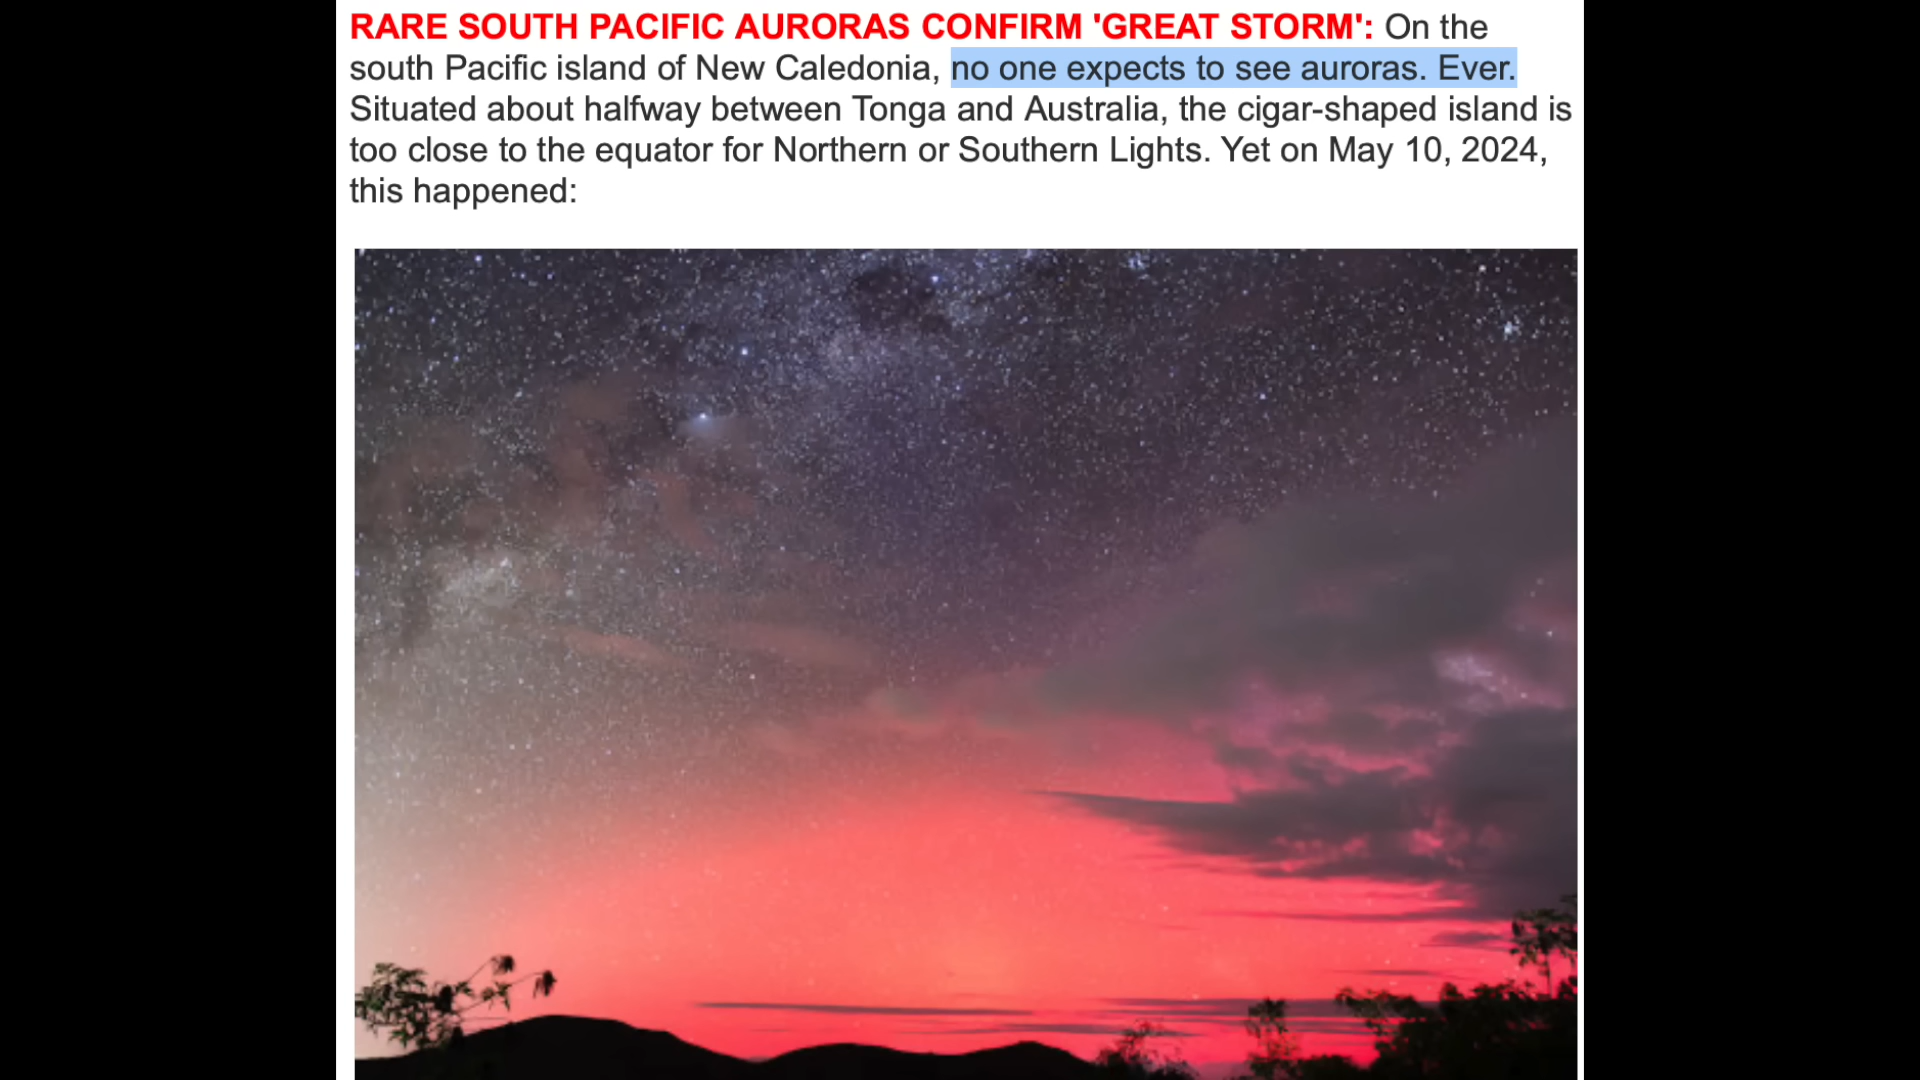 RARE SOUTH PACIFIC AURORAS CONFIRM 'GREAT STORM': On the
south Pacific island of New Caledonia, no one expects to see auroras. Ever.
Situated about halfway between Tonga and Australia, the cigar-shaped island is
too close to the equator for Northern or Southern Lights. Yet on May 10, 2024,
this happened: